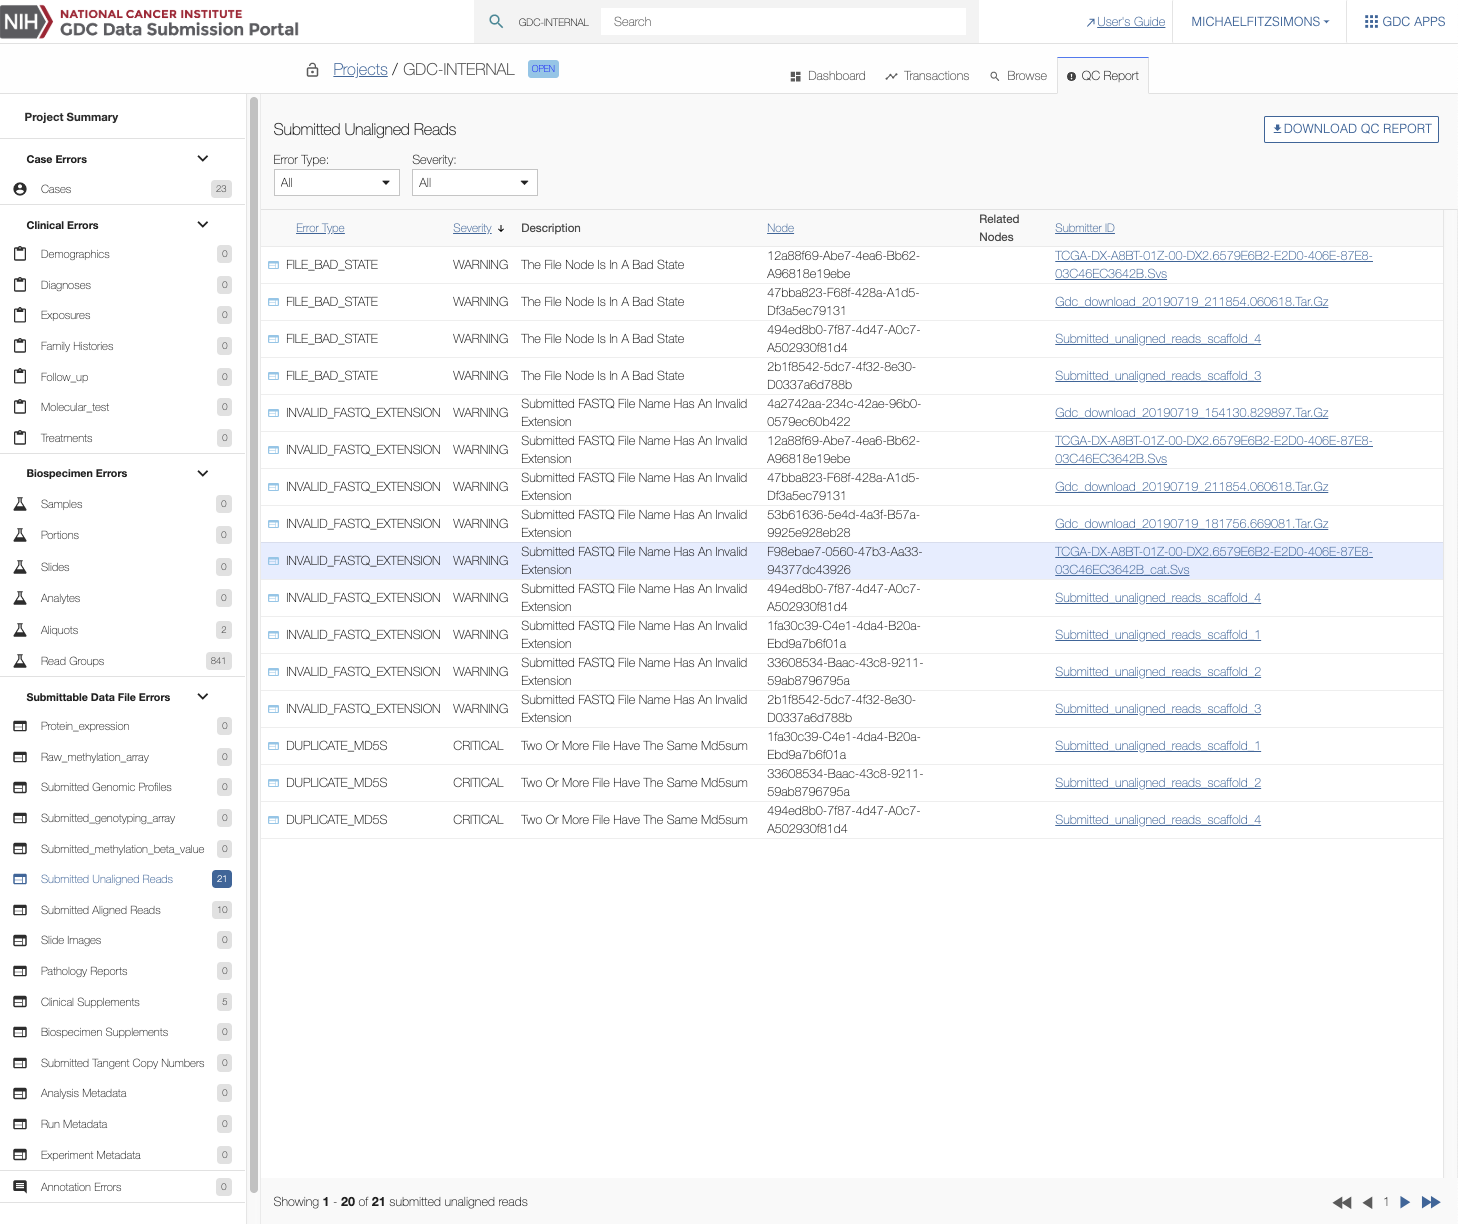 NIH NATIONAL CANCER INSTITUTE
GDC Data Submission Portal
GDC-INTERNAL Search
User's Guide MICHAELFITZSIMONS GDC APPS
Projects / GDC-INTERNAL OPEN
Dashboard Transactions Browse QC Report
Project Summary
Case Errors
Cases 23
Clinical Errors
Demographics 0
Diagnoses 0
Exposures 0
Family Histories 0
Follow_up 0
Molecular_test 0
Treatments 0
Biospecimen Errors
Samples 0
Portions 0
Slides 0
Analytes 0
Aliquots 2
Read Groups 841
Submittable Data File Errors
Protein_expression 0
Raw_methylation_array 0
Submitted Genomic Profiles 0
Submitted_genotyping_array 0
Submitted_methylation_beta_value 0
Submitted Unaligned Reads 21
Submitted Aligned Reads 10
Slide Images 0
Pathology Reports 0
Clinical Supplements 5
Biospecimen Supplements 0
Submitted Tangent Copy Numbers 0
Analysis Metadata 0
Run Metadata 0
Experiment Metadata 0
Annotation Errors 0
Submitted Unaligned Reads
DOWNLOAD QC REPORT
Error Type: Severity:
All All
Error Type Severity Description Node Related Submitter ID
Nodes
FILE_BAD_STATE WARNING The File Node Is In A Bad State 12a88f69-Abe7-4ea6-Bb62- TCGA-DX-A8BT-01Z-00-DX2.6579E6B2-E2D0-406E-87E8-
A96818e19ebe 03C46EC3642B.Svs
FILE_BAD_STATE WARNING The File Node Is In A Bad State 47bba823-F68f-428a-A1d5- Gdc_download_20190719_211854.060618.Tar.Gz
Df3a5ec79131
FILE_BAD_STATE WARNING The File Node Is In A Bad State 494ed8b0-7f87-4d47-A0c7- Submitted_unaligned_reads_scaffold_4
A502930f81d4
FILE_BAD_STATE WARNING The File Node Is In A Bad State 2b1f8542-5dc7-4f32-8e30- Submitted_unaligned_reads_scaffold_3
D0337a6d788b
INVALID_FASTQ_EXTENSION WARNING Submitted FASTQ File Name Has An Invalid 4a2742aa-234c-42ae-96b0- Gdc_download_20190719_154130.829897.Tar.Gz
Extension 0579ec60b422
INVALID_FASTQ_EXTENSION WARNING Submitted FASTQ File Name Has An Invalid 12a88f69-Abe7-4ea6-Bb62- TCGA-DX-A8BT-01Z-00-DX2.6579E6B2-E2D0-406E-87E8-
Extension A96818e19ebe 03C46EC3642B.Svs
INVALID_FASTQ_EXTENSION WARNING Submitted FASTQ File Name Has An Invalid 47bba823-F68f-428a-A1d5- Gdc_download_20190719_211854.060618.Tar.Gz
Extension Df3a5ec79131
INVALID_FASTQ_EXTENSION WARNING Submitted FASTQ File Name Has An Invalid 53b61636-5e4d-4a3f-B57a- Gdc_download_20190719_181756.669081.Tar.Gz
Extension 9925e928eb28
INVALID_FASTQ_EXTENSION WARNING Submitted FASTQ File Name Has An Invalid F98ebae7-0560-47b3-Aa33- TCGA-DX-A8BT-01Z-00-DX2.6579E6B2-E2D0-406E-87E8-
Extension 94377dc43926 03C46EC3642B_cat.Svs
INVALID_FASTQ_EXTENSION WARNING Submitted FASTQ File Name Has An Invalid 494ed8b0-7f87-4d47-A0c7- Submitted_unaligned_reads_scaffold_4
Extension A502930f81d4
INVALID_FASTQ_EXTENSION WARNING Submitted FASTQ File Name Has An Invalid 1fa30c39-C4e1-4da4-B20a- Submitted_unaligned_reads_scaffold_1
Extension Ebd9a7b6f01a
INVALID_FASTQ_EXTENSION WARNING Submitted FASTQ File Name Has An Invalid 33608534-Baac-43c8-9211- Submitted_unaligned_reads_scaffold_2
Extension 59ab8796795a
INVALID_FASTQ_EXTENSION WARNING Submitted FASTQ File Name Has An Invalid 2b1f8542-5dc7-4f32-8e30- Submitted_unaligned_reads_scaffold_3
Extension D0337a6d788b
DUPLICATE_MD5S CRITICAL Two Or More File Have The Same Md5sum 1fa30c39-C4e1-4da4-B20a- Submitted_unaligned_reads_scaffold_1
Ebd9a7b6f01a
DUPLICATE_MD5S CRITICAL Two Or More File Have The Same Md5sum 33608534-Baac-43c8-9211- Submitted_unaligned_reads_scaffold_2
59ab8796795a
DUPLICATE_MD5S CRITICAL Two Or More File Have The Same Md5sum 494ed8b0-7f87-4d47-A0c7- Submitted_unaligned_reads_scaffold_4
A502930f81d4
Showing 1 - 20 of 21 submitted unaligned reads 1